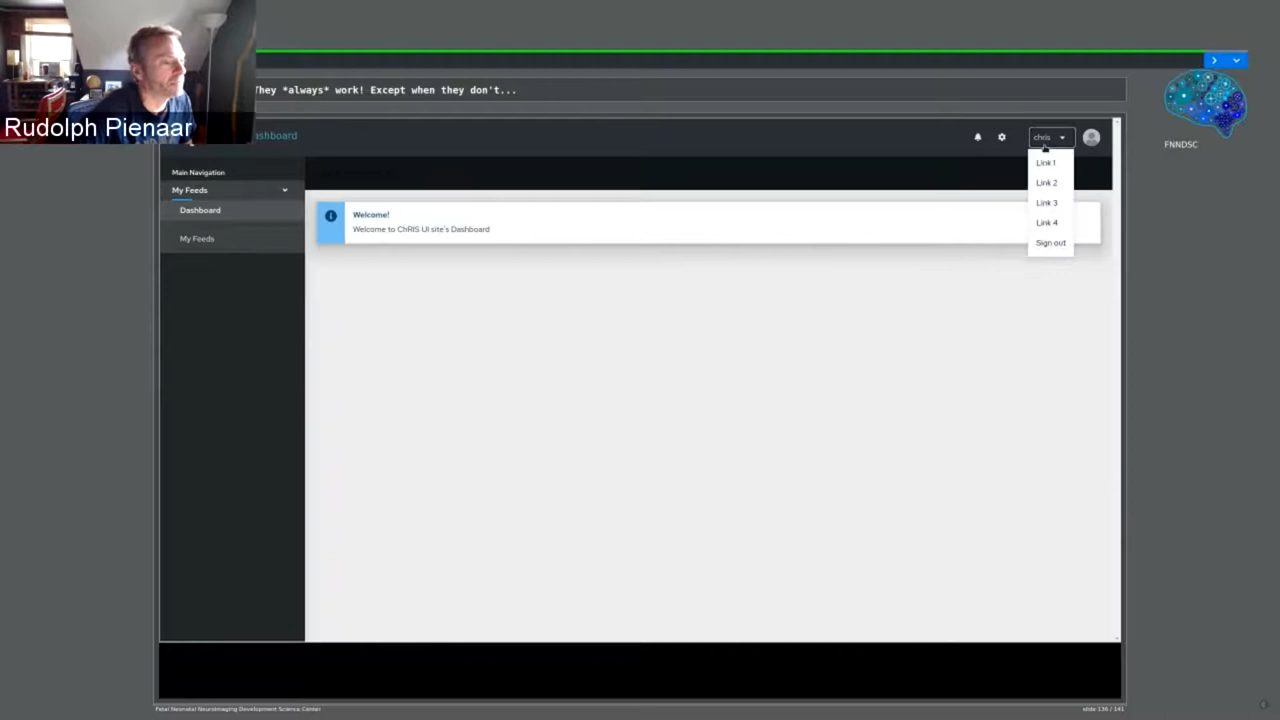 They *always* work! Except when they don't...
Rudolph Pienaar
ashboard
chris
FNNDSC
Main Navigation
My Feeds
Dashboard
My Feeds
Welcome!
Welcome to ChRIS UI site's Dashboard
Link 1
Link 2
Link 3
Link 4
Sign out
Fetal Neonatal Neuroimaging Development Science Center
slide 136 / 141